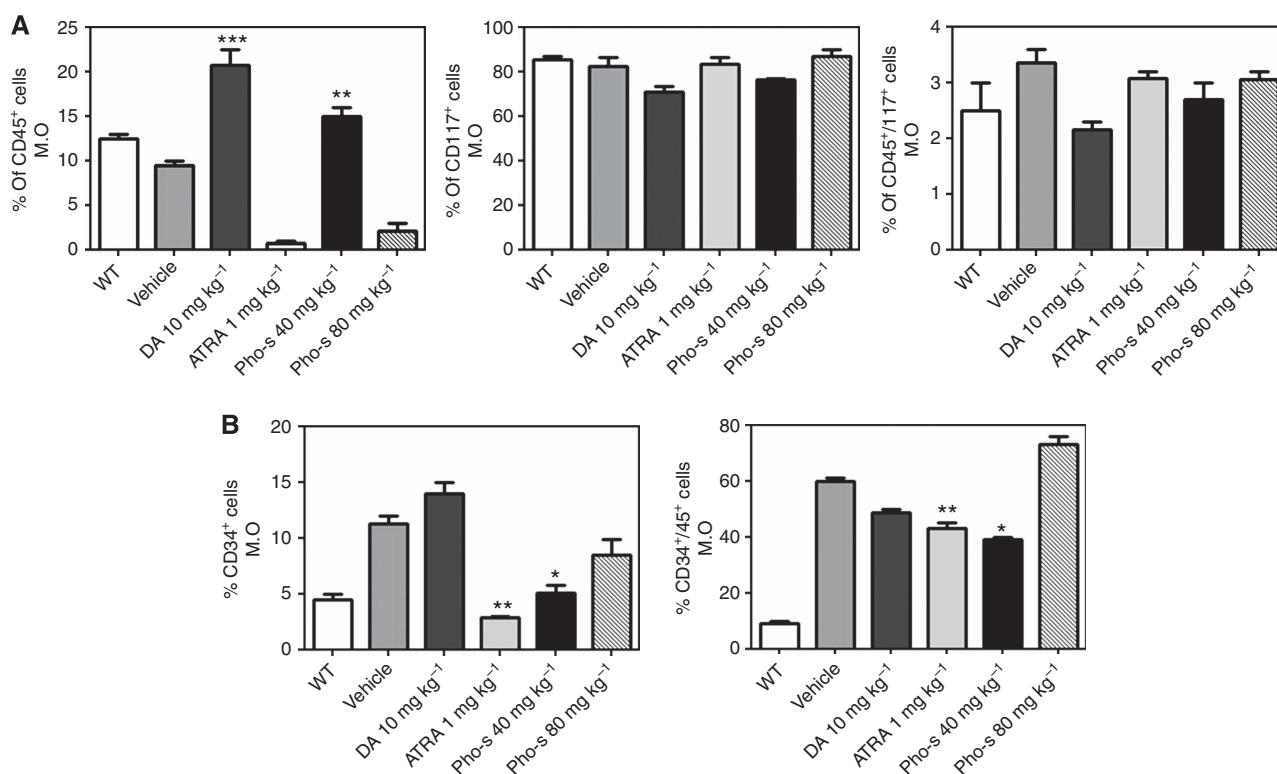 A
% Of CD45⁺ cells
M.O
25
20
15
10
5
0
***
**
WT
Vehicle
DA 10 mg kg⁻¹
ATRA 1 mg kg⁻¹
Pho-s 40 mg kg⁻¹
Pho-s 80 mg kg⁻¹
% Of CD117⁺ cells
M.O
100
80
60
40
20
0
WT
Vehicle
DA 10 mg kg⁻¹
ATRA 1 mg kg⁻¹
Pho-s 40 mg kg⁻¹
Pho-s 80 mg kg⁻¹
% Of CD45⁺/117⁺ cells
M.O
4
3
2
1
0
WT
Vehicle
DA 10 mg kg⁻¹
ATRA 1 mg kg⁻¹
Pho-s 40 mg kg⁻¹
Pho-s 80 mg kg⁻¹
B
% CD34⁺ cells
M.O
20
15
10
5
0
**
*
WT
Vehicle
DA 10 mg kg⁻¹
ATRA 1 mg kg⁻¹
Pho-s 40 mg kg⁻¹
Pho-s 80 mg kg⁻¹
% CD34⁺/45⁺ cells
M.O
80
60
40
20
0
**
*
WT
Vehicle
DA 10 mg kg⁻¹
ATRA 1 mg kg⁻¹
Pho-s 40 mg kg⁻¹
Pho-s 80 mg kg⁻¹